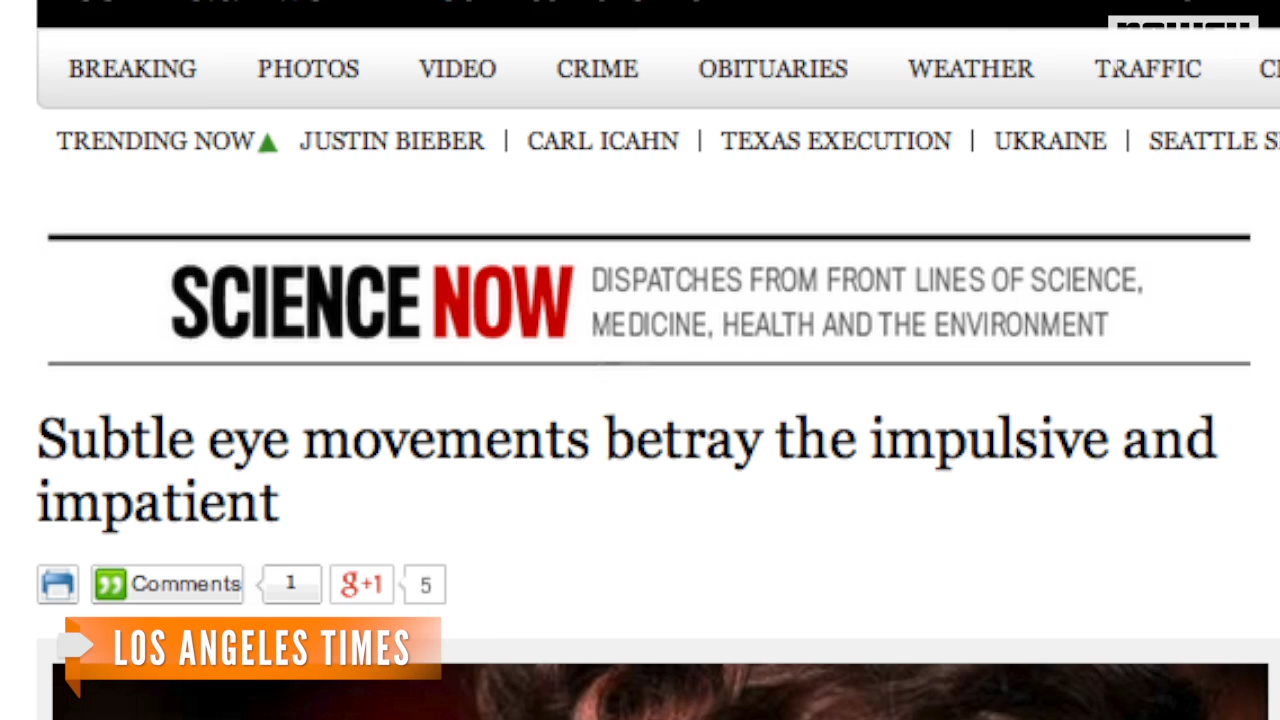 BREAKING PHOTOS VIDEO CRIME OBITUARIES WEATHER TRAFFIC
TRENDING NOW JUSTIN BIEBER | CARL ICAHN | TEXAS EXECUTION | UKRAINE | SEATTLE
SCIENCE NOW
DISPATCHES FROM FRONT LINES OF SCIENCE,
MEDICINE, HEALTH AND THE ENVIRONMENT
Subtle eye movements betray the impulsive and
impatient
Comments 1 g+1 5
LOS ANGELES TIMES